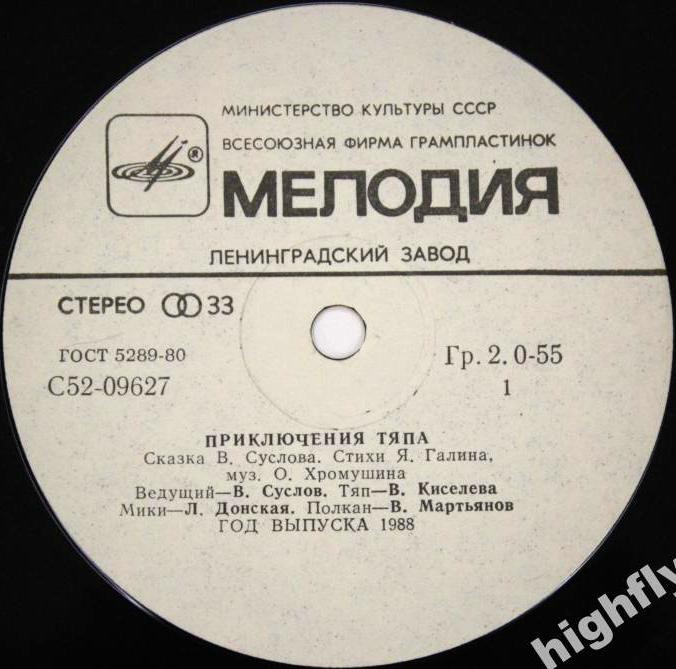 МИНИСТЕРСТВО КУЛЬТУРЫ СССР
ВСЕСОЮЗНАЯ ФИРМА ГРАМПЛАСТИНОК
®
МЕЛОДИЯ
ЛЕНИНГРАДСКИЙ ЗАВОД
СТЕРЕО 33
ГОСТ 5289-80
Гр. 2. 0-55
С52-09627
1
ПРИКЛЮЧЕНИЯ ТЯПА
Сказка В. Суслова. Стихи Я. Галина,
муз. О. Хромушина
Ведущий—В. Суслов. Тяп—В. Киселева
Мики—Л. Донская. Полкан—В. Мартьянов
ГОД ВЫПУСКА 1988
highfly